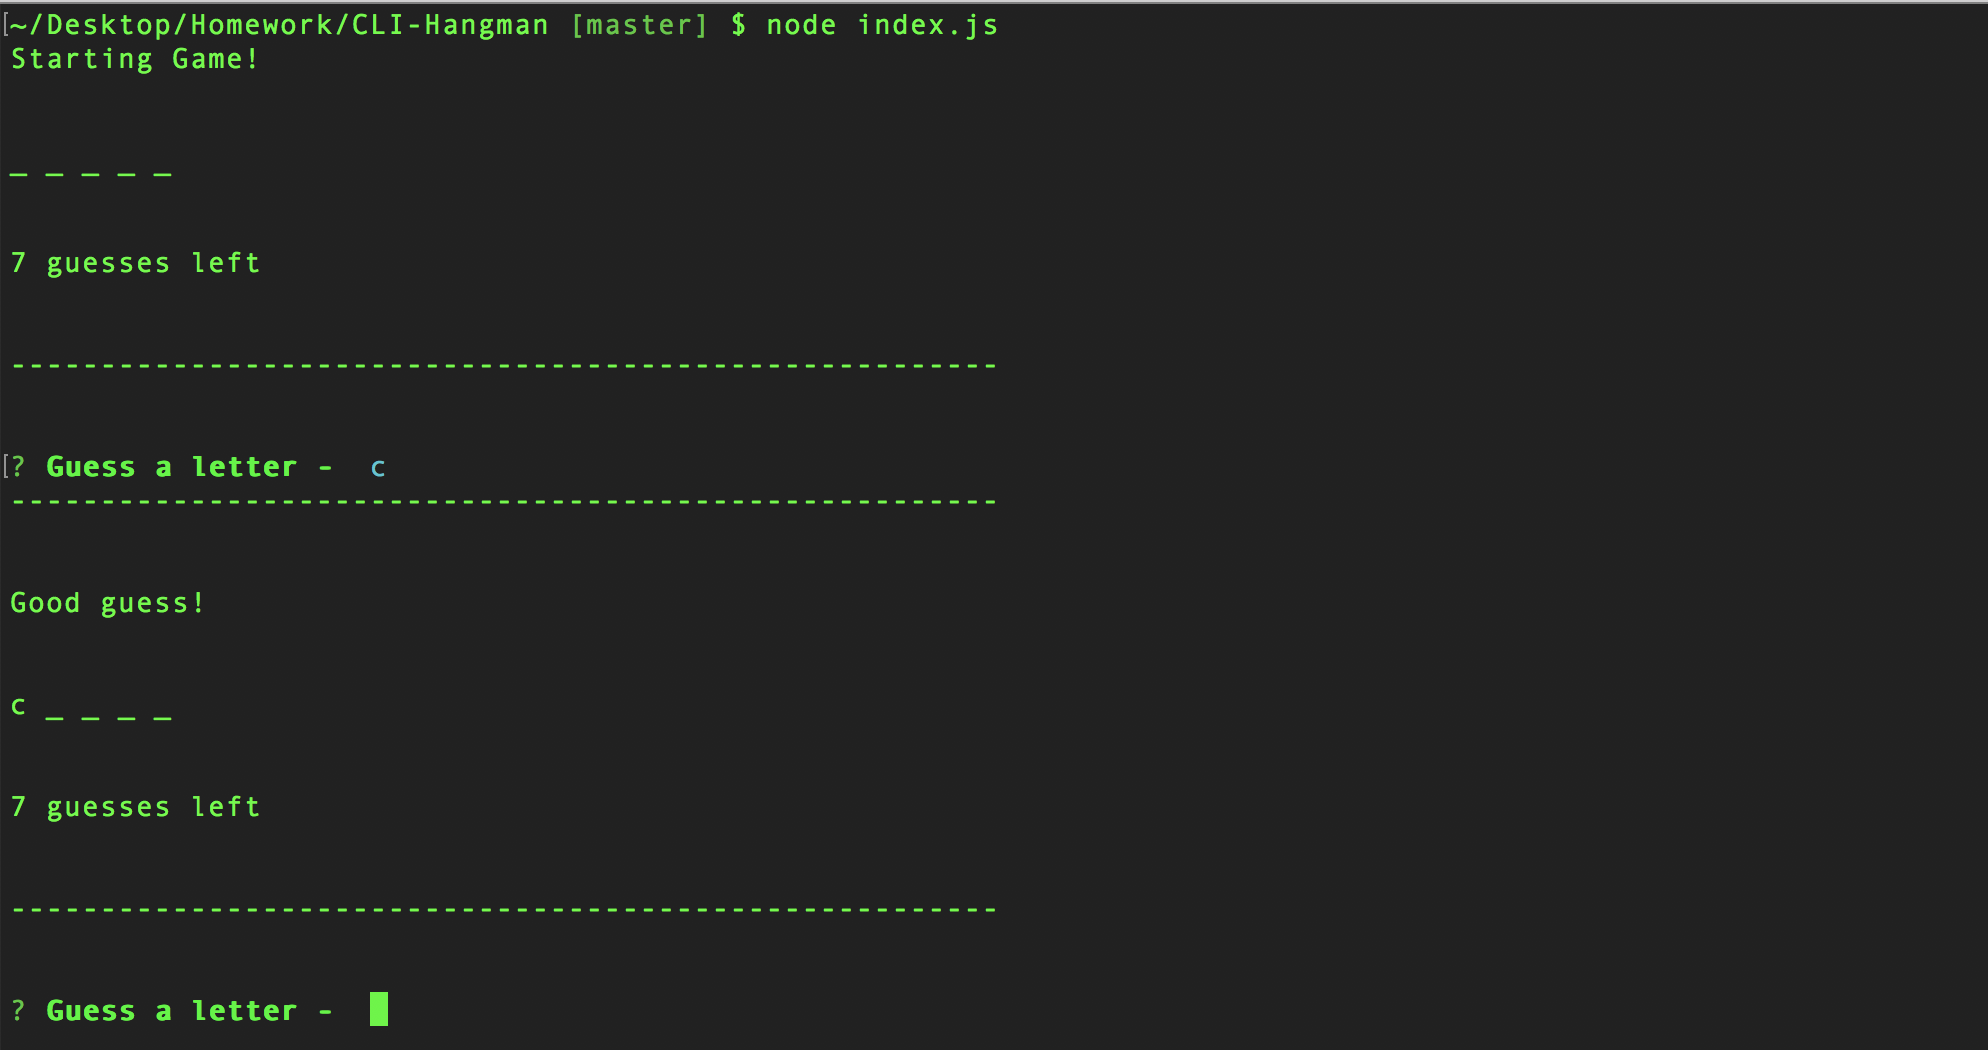 [~/Desktop/Homework/CLI-Hangman [master] $ node index.js
Starting Game!
_ _ _ _ _
7 guesses left
-------------------------------------------------------
[? Guess a letter -  c
-------------------------------------------------------
Good guess!
c _ _ _ _
7 guesses left
-------------------------------------------------------
? Guess a letter -